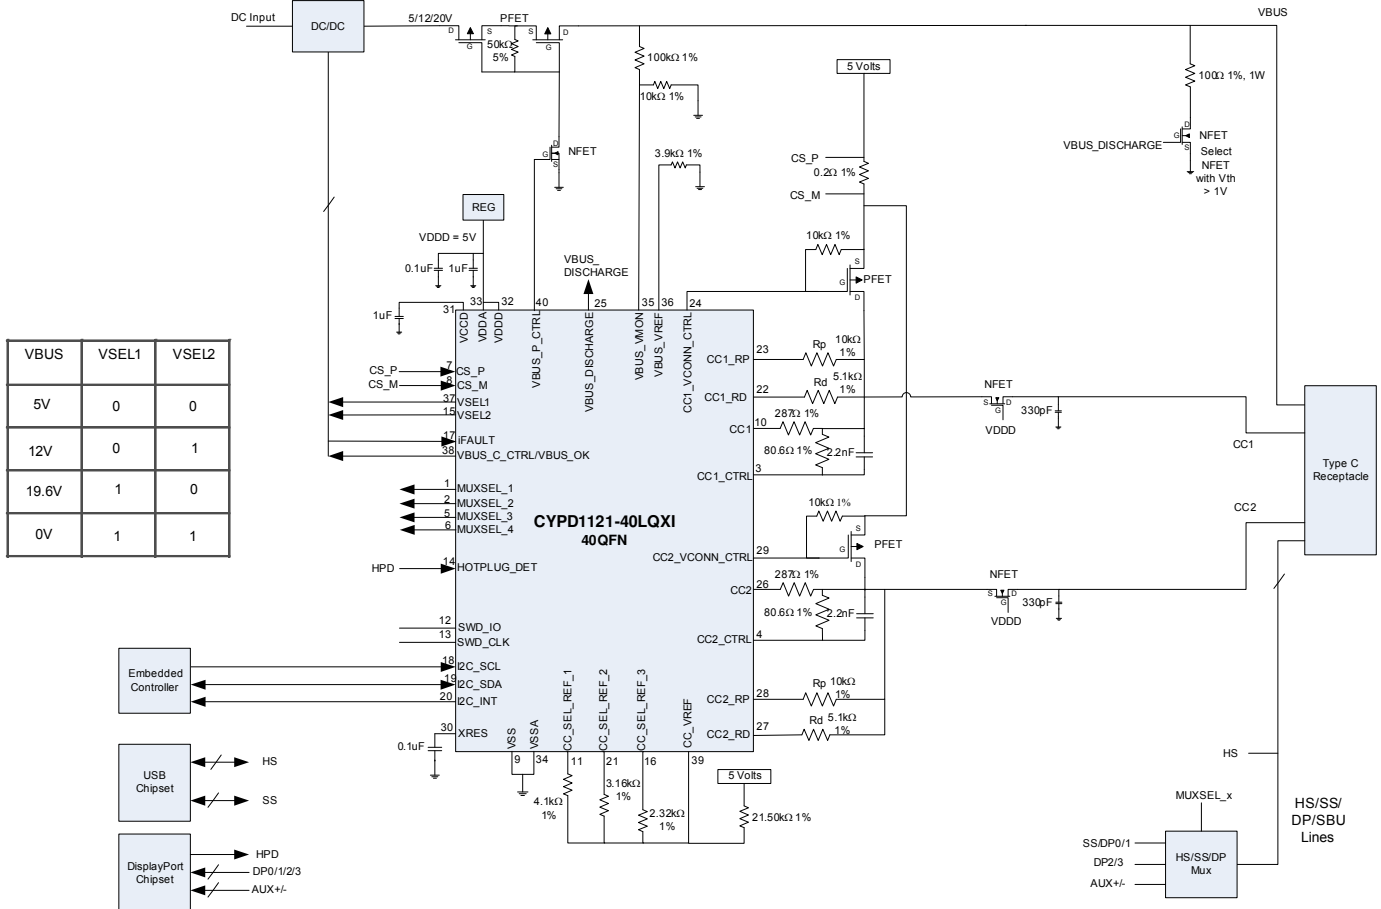 DC Input
DC/DC
5/12/20V
PFET
VBUS
D
S
G
50kΩ
5%
S
D
G
100kΩ 1%
10kΩ 1%
5 Volts
100Ω 1%, 1W
D
G
S
NFET
VBUS_DISCHARGE
D
G
S
NFET
Select
NFET
with Vth
> 1V
3.9kΩ 1%
CS_P
0.2Ω 1%
CS_M
REG
VDDD = 5V
0.1uF
1uF
VBUS_
DISCHARGE
10kΩ 1%
S
G
D
PFET
1uF
31
33
32
40
25
35
36
24
VCCD
VDDA
VDDD
VBUS_P_CTRL
VBUS_DISCHARGE
VBUS_VMON
VBUS_VREF
CC1_VCONN_CTRL
VBUS VSEL1 VSEL2
5V 0 0
12V 0 1
19.6V 1 0
0V 1 1
CS_P 7 CS_P
CS_M 8 CS_M
37 VSEL1
15 VSEL2
17 iFAULT
38 VBUS_C_CTRL/VBUS_OK
1 MUXSEL_1
2 MUXSEL_2
5 MUXSEL_3
6 MUXSEL_4
HPD 14 HOTPLUG_DET
12 SWD_IO
13 SWD_CLK
18 I2C_SCL
19 I2C_SDA
20 I2C_INT
30 XRES
0.1uF
CYPD1121-40LQXI
40QFN
CC1_RP 23 Rp 10kΩ
1%
CC1_RD 22 Rd 5.1kΩ
1%
CC1 10 287Ω 1%
80.6Ω 1% 2.2nF
CC1_CTRL 3
NFET
S
D
G
VDDD
330pF
CC1
Type C
Receptacle
10kΩ 1%
S
G
D
PFET
CC2_VCONN_CTRL 29
CC2 26 287Ω 1%
80.6Ω 1% 2.2nF
CC2_CTRL 4
NFET
S
D
G
VDDD
330pF
CC2
CC2_RP 28 Rp 10kΩ
1%
CC2_RD 27 Rd 5.1kΩ
1%
VSS
VSSA
CC_SEL_REF_1
CC_SEL_REF_2
CC_SEL_REF_3
CC_VREF
9
34
11
21
16
39
4.1kΩ
1%
3.16kΩ
1%
2.32kΩ
1%
5 Volts
21.50kΩ 1%
Embedded
Controller
USB
Chipset
HS
SS
DisplayPort
Chipset
HPD
DP0/1/2/3
AUX+/-
HS
MUXSEL_x
HS/SS/
DP/SBU
Lines
SS/DP0/1
DP2/3
AUX+/-
HS/SS/DP
Mux